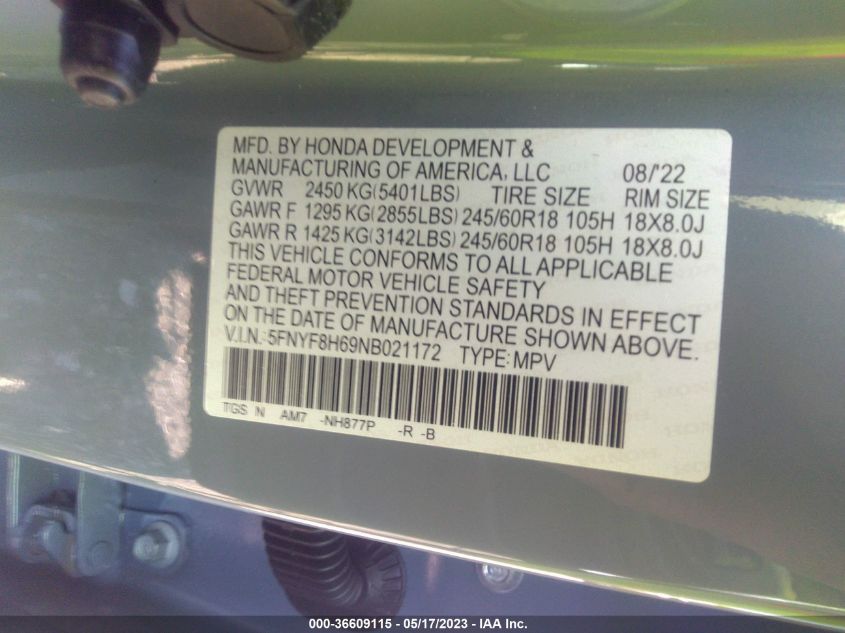 MFD. BY HONDA DEVELOPMENT &
MANUFACTURING OF AMERICA, LLC 08/'22
GVWR 2450 KG(5401LBS) TIRE SIZE RIM SIZE
GAWR F 1295 KG(2855LBS) 245/60R18 105H 18X8.0J
GAWR R 1425 KG(3142LBS) 245/60R18 105H 18X8.0J
THIS VEHICLE CONFORMS TO ALL APPLICABLE
FEDERAL MOTOR VEHICLE SAFETY
AND THEFT PREVENTION STANDARDS IN EFFECT
ON THE DATE OF MANUFACTURE SHOWN ABOVE.
V.I.N.:5FNYF8H69NB021172 TYPE:MPV
TGS N AM7 -NH877P -R -B
000-36609115 - 05/17/2023 - IAA Inc.